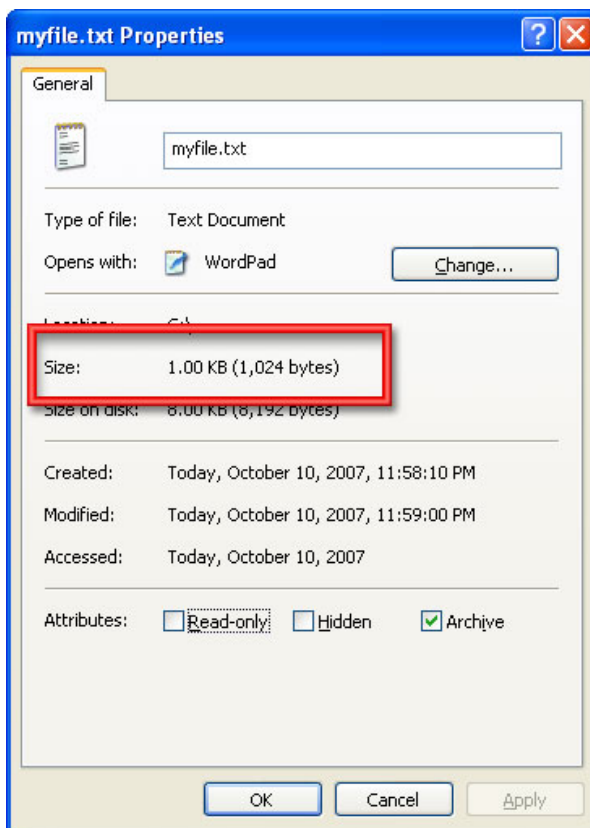 myfile.txt Properties
General
myfile.txt
Type of file: Text Document
Opens with: WordPad Change...
Location: C:\
Size: 1.00 KB (1,024 bytes)
Size on disk: 8.00 KB (8,192 bytes)
Created: Today, October 10, 2007, 11:58:10 PM
Modified: Today, October 10, 2007, 11:59:00 PM
Accessed: Today, October 10, 2007
Attributes: Read-only Hidden Archive
OK Cancel Apply